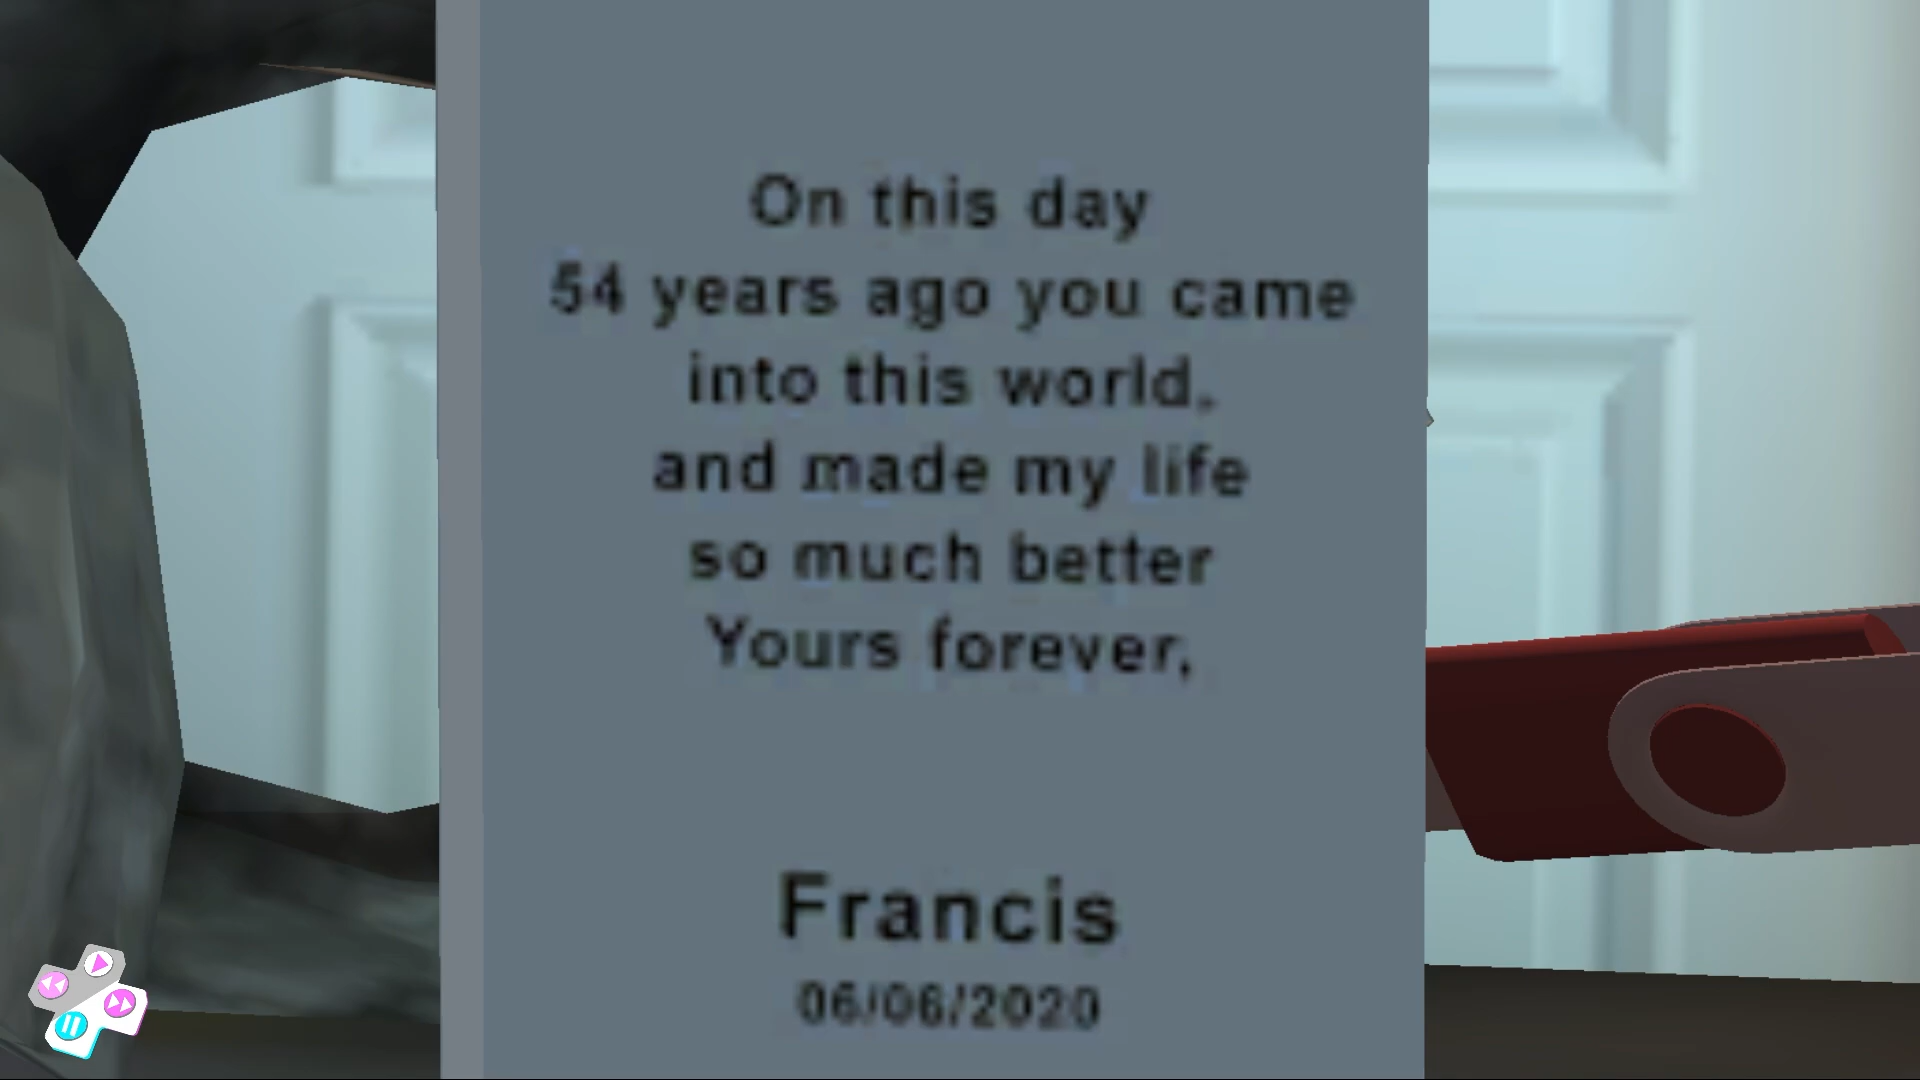 On this day
54 years ago you came
into this world,
and made my life
so much better
Yours forever,
Francis
06/06/2020